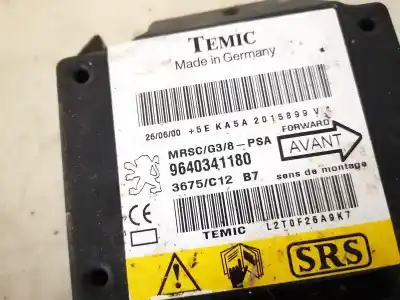 TEMIC
Made in Germany
26/06/00 +5E KA5A 2015899 V
FORWARD
MRSC/G3/8-PSA
AVANT
9640341180
3675/C12 B7 sens de montage
TEMIC L2T0F26A9K7
SRS